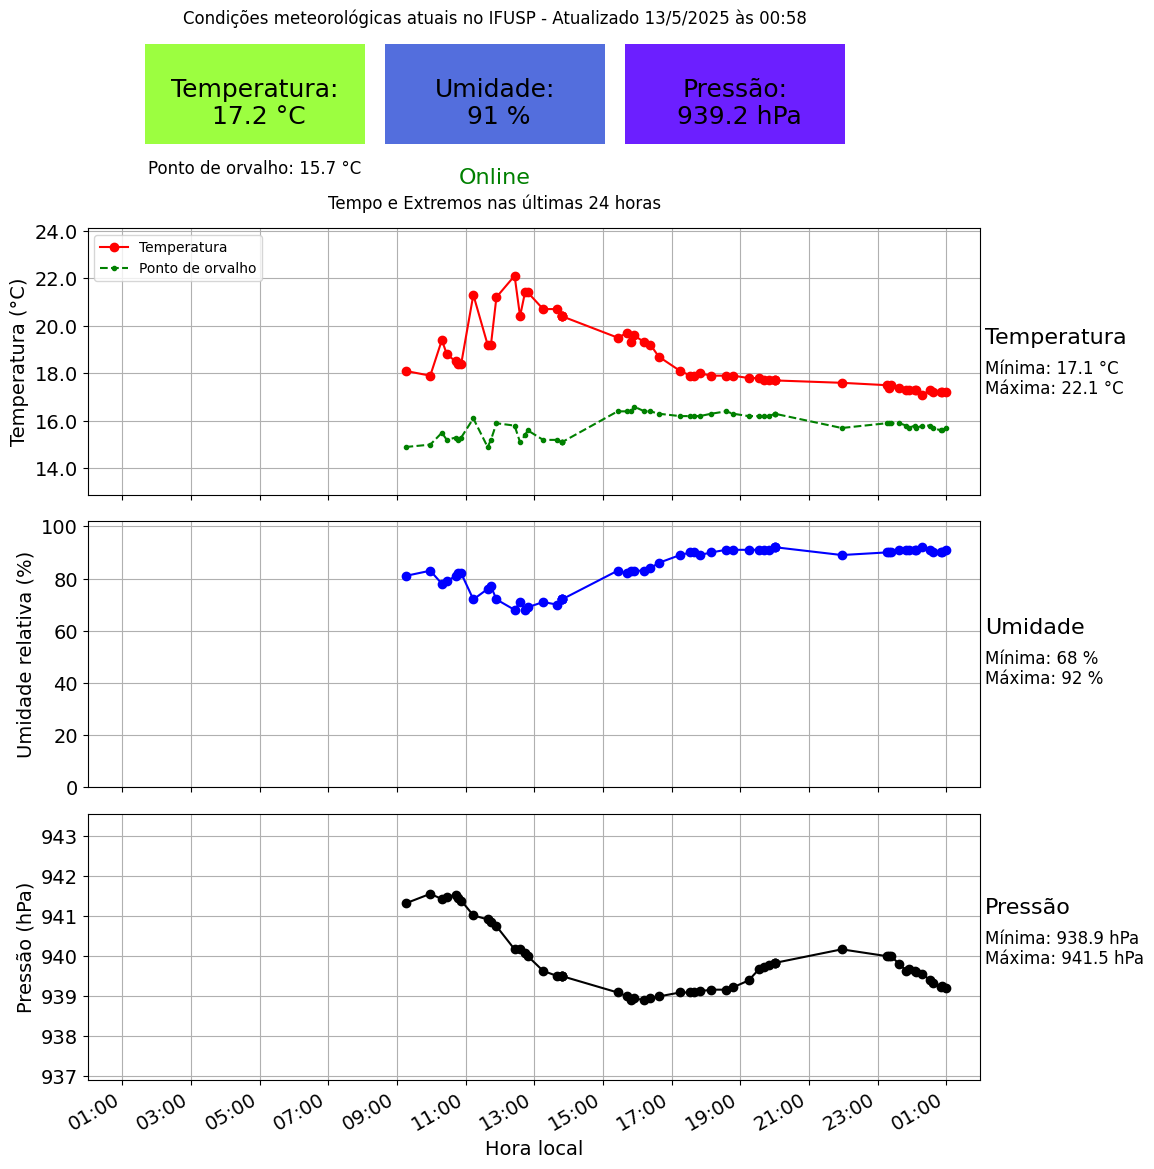 Condições meteorológicas atuais no IFUSP - Atualizado 13/5/2025 às 00:58
Temperatura:
17.2 °C
Umidade:
91 %
Pressão:
939.2 hPa
Ponto de orvalho: 15.7 °C
Online
Tempo e Extremos nas últimas 24 horas
Temperatura (°C)
24.0
22.0
20.0
18.0
16.0
14.0
Temperatura
Ponto de orvalho
Temperatura
Mínima: 17.1 °C
Máxima: 22.1 °C
Umidade relativa (%)
100
80
60
40
20
0
Umidade
Mínima: 68 %
Máxima: 92 %
Pressão (hPa)
943
942
941
940
939
938
937
Pressão
Mínima: 938.9 hPa
Máxima: 941.5 hPa
01:00 03:00 05:00 07:00 09:00 11:00 13:00 15:00 17:00 19:00 21:00 23:00 01:00
Hora local